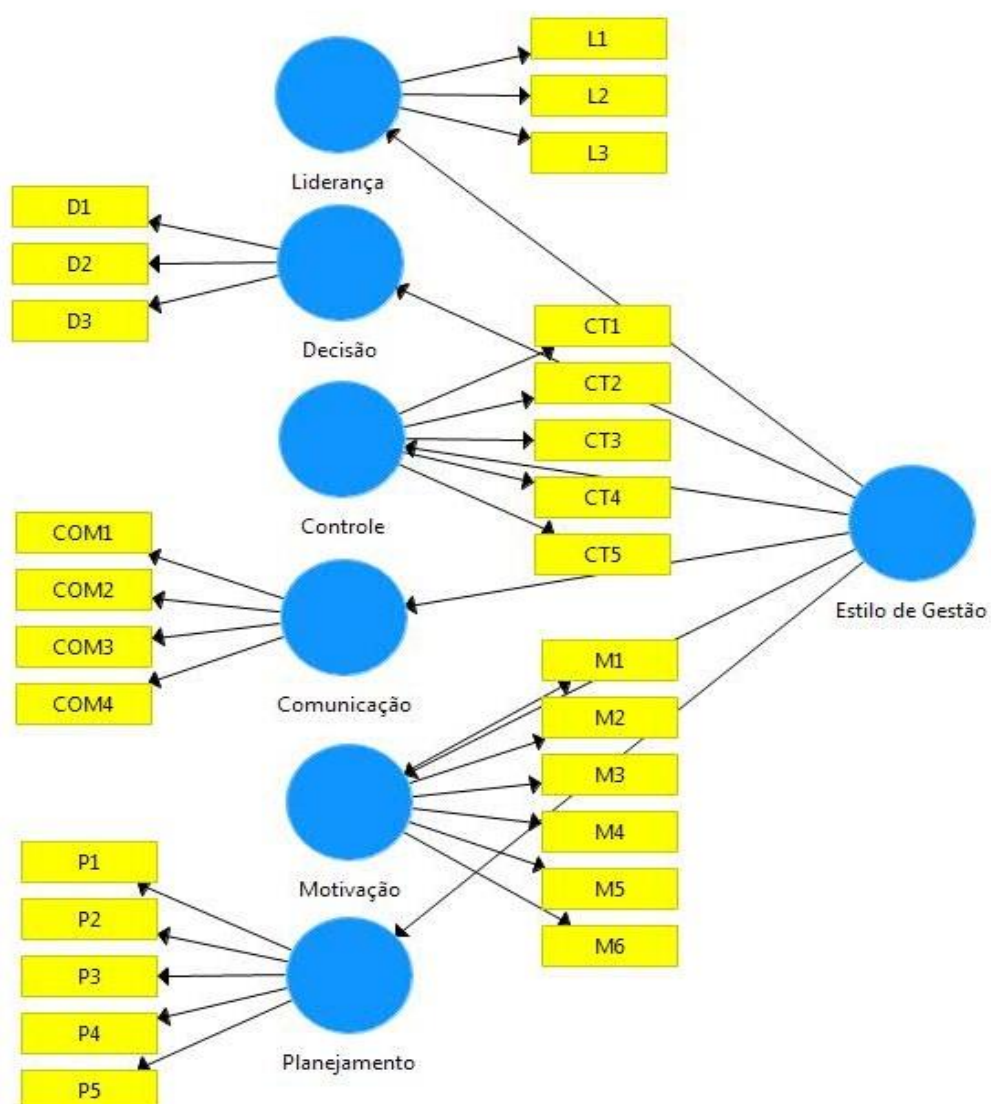 L1
L2
L3
Liderança
D1
D2
D3
Decisão
CT1
CT2
CT3
CT4
CT5
Controle
Estilo de Gestão
COM1
COM2
COM3
COM4
Comunicação
M1
M2
M3
M4
M5
M6
Motivação
P1
P2
P3
P4
P5
Planejamento